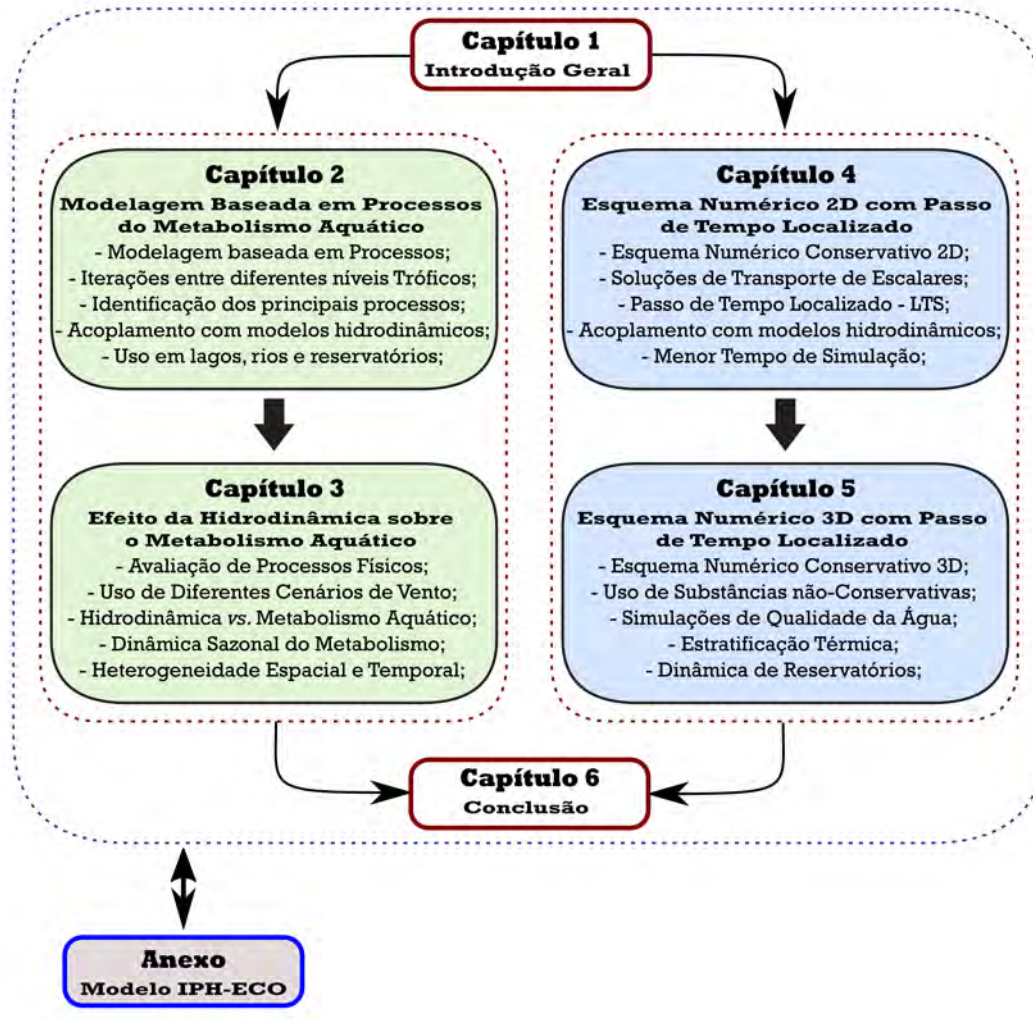 Capítulo 1
Introdução Geral
Capítulo 2
Modelagem Baseada em Processos
do Metabolismo Aquático
- Modelagem baseada em Processos;
- Iterações entre diferentes níveis Tróficos;
- Identificação dos principais processos;
- Acoplamento com modelos hidrodinâmicos;
- Uso em lagos, rios e reservatórios;
Capítulo 4
Esquema Numérico 2D com Passo
de Tempo Localizado
- Esquema Numérico Conservativo 2D;
- Soluções de Transporte de Escalares;
- Passo de Tempo Localizado - LTS;
- Acoplamento com modelos hidrodinâmicos;
- Menor Tempo de Simulação;
Capítulo 3
Efeito da Hidrodinâmica sobre
o Metabolismo Aquático
- Avaliação de Processos Físicos;
- Uso de Diferentes Cenários de Vento;
- Hidrodinâmica vs. Metabolismo Aquático;
- Dinâmica Sazonal do Metabolismo;
- Heterogeneidade Espacial e Temporal;
Capítulo 5
Esquema Numérico 3D com Passo
de Tempo Localizado
- Esquema Numérico Conservativo 3D;
- Uso de Substâncias não-Conservativas;
- Simulações de Qualidade da Água;
- Estratificação Térmica;
- Dinâmica de Reservatórios;
Capítulo 6
Conclusão
Anexo
Modelo IPH-ECO